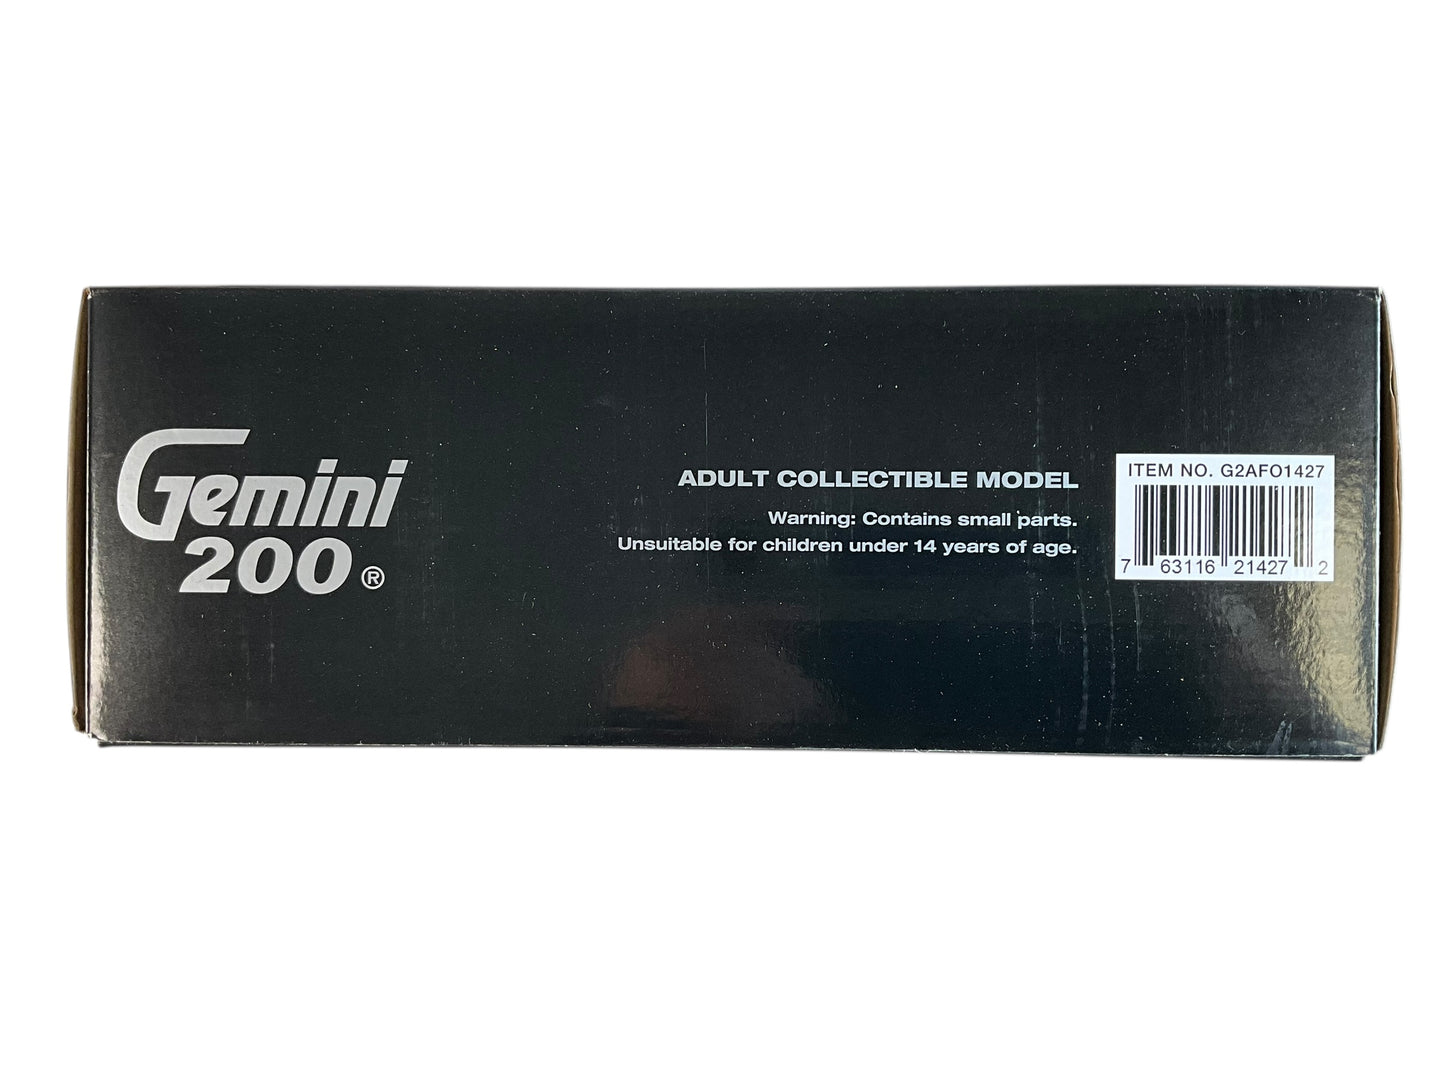 Gemini
200®
ADULT COLLECTIBLE MODEL
Warning: Contains small parts.
Unsuitable for children under 14 years of age.
ITEM NO. G2AFO1427
7 63116 21427 2